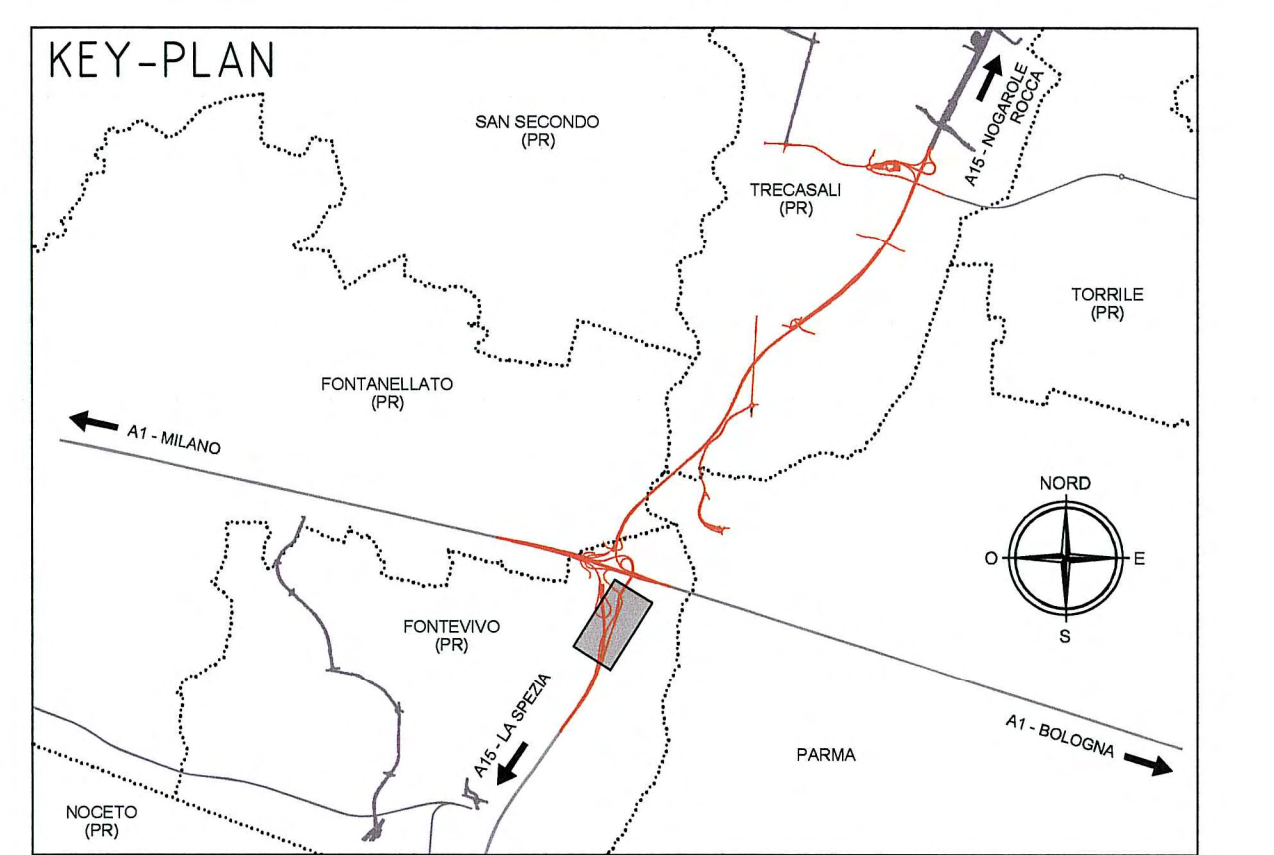 KEY-PLAN
SAN SECONDO
(PR)
A15 - NOGAROLE
ROCCA
TRECASALI
(PR)
TORRILE
(PR)
FONTANELLATO
(PR)
A1 - MILANO
NORD
O
E
S
FONTEVIVO
(PR)
A15 - LA SPEZIA
A1 - BOLOGNA
PARMA
NOCETO
(PR)